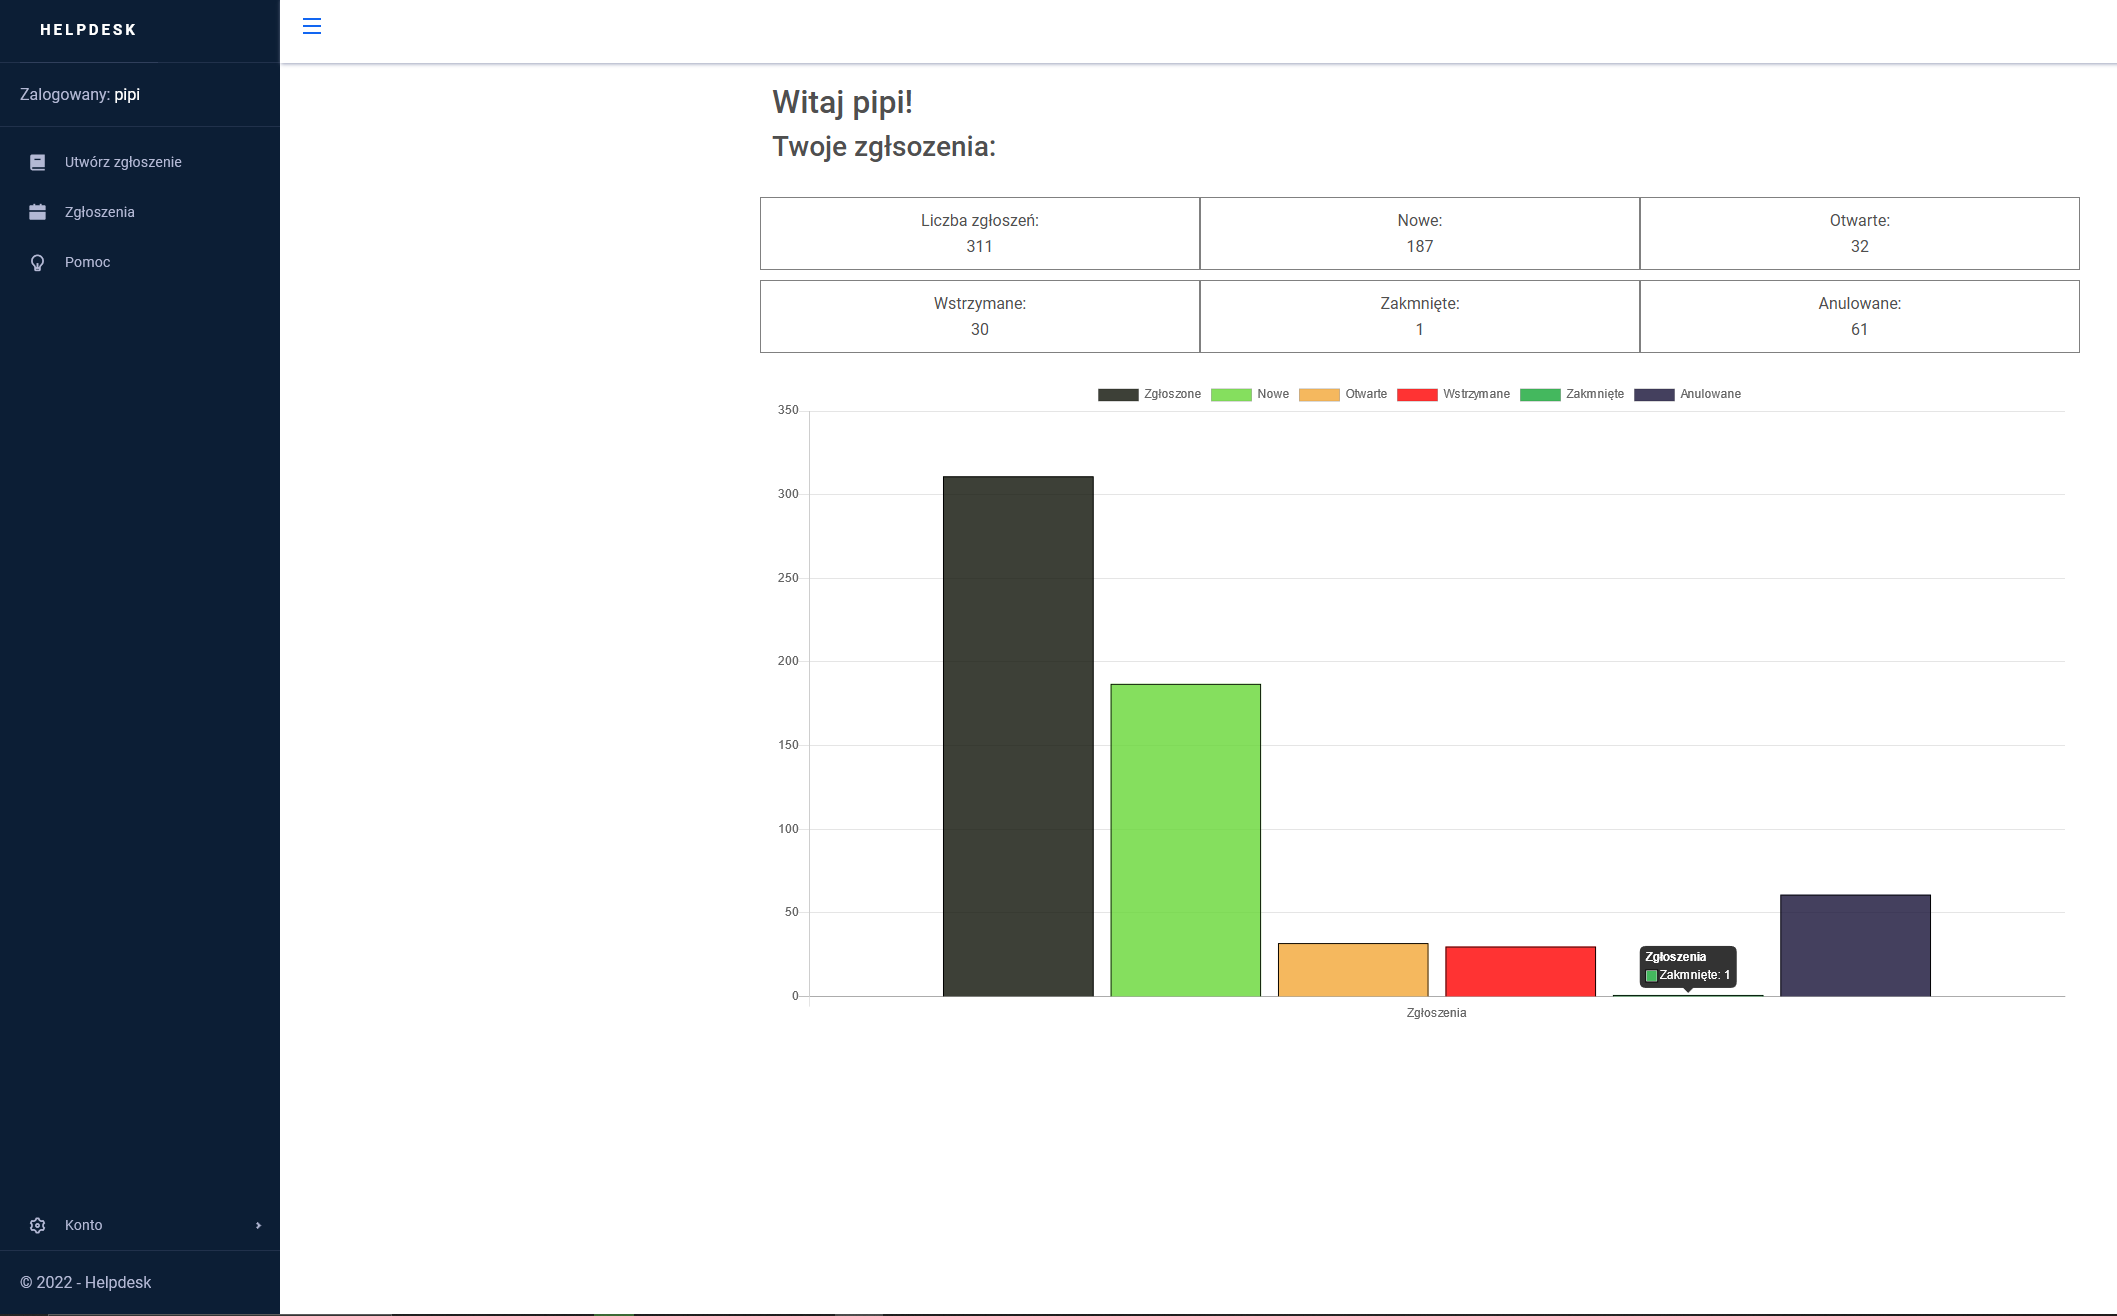 HELPDESK
Zalogowany: pipi
Utwórz zgłoszenie
Zgłoszenia
Pomoc
Konto
© 2022 - Helpdesk
Witaj pipi!
Twoje zgłsozenia:
Liczba zgłoszeń:
311
Nowe:
187
Otwarte:
32
Wstrzymane:
30
Zakmnięte:
1
Anulowane:
61
Zgłoszone Nowe Otwarte Wstrzymane Zakmnięte Anulowane
350
300
250
200
150
100
50
0
Zgłoszenia
Zakmnięte: 1
Zgłoszenia